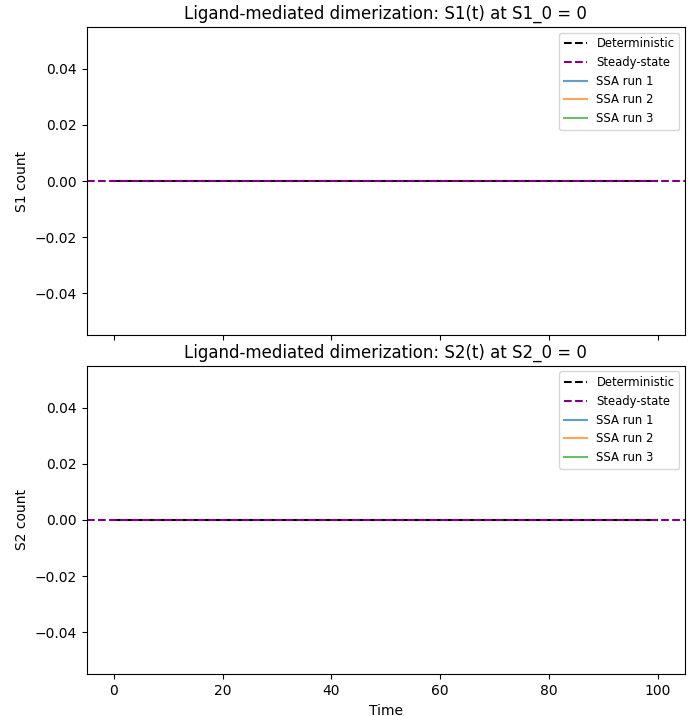 Ligand-mediated dimerization: S1(t) at S1_0 = 0
Deterministic
Steady-state
SSA run 1
SSA run 2
SSA run 3
0.04
0.02
0.00
−0.02
−0.04
S1 count
Ligand-mediated dimerization: S2(t) at S2_0 = 0
Deterministic
Steady-state
SSA run 1
SSA run 2
SSA run 3
0.04
0.02
0.00
−0.02
−0.04
S2 count
0 20 40 60 80 100
Time